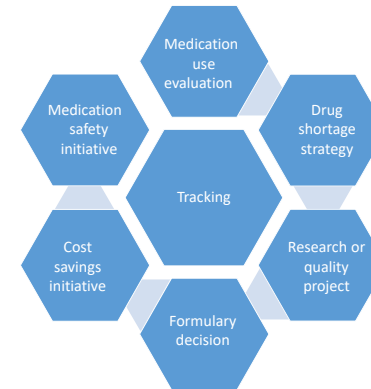 Medication
use
evaluation
Medication
safety
initiative
Drug
shortage
strategy
Tracking
Cost
savings
initiative
Research or
quality
project
Formulary
decision